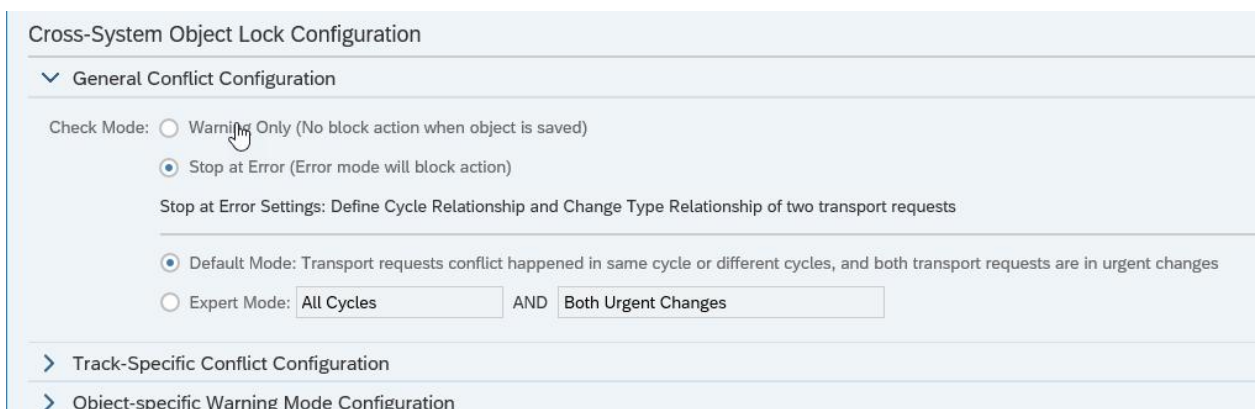 Cross-System Object Lock Configuration
General Conflict Configuration
Check Mode: Warning Only (No block action when object is saved)
Stop at Error (Error mode will block action)
Stop at Error Settings: Define Cycle Relationship and Change Type Relationship of two transport requests
Default Mode: Transport requests conflict happened in same cycle or different cycles, and both transport requests are in urgent changes
Expert Mode: All Cycles AND Both Urgent Changes
Track-Specific Conflict Configuration
Object-specific Warning Mode Configuration